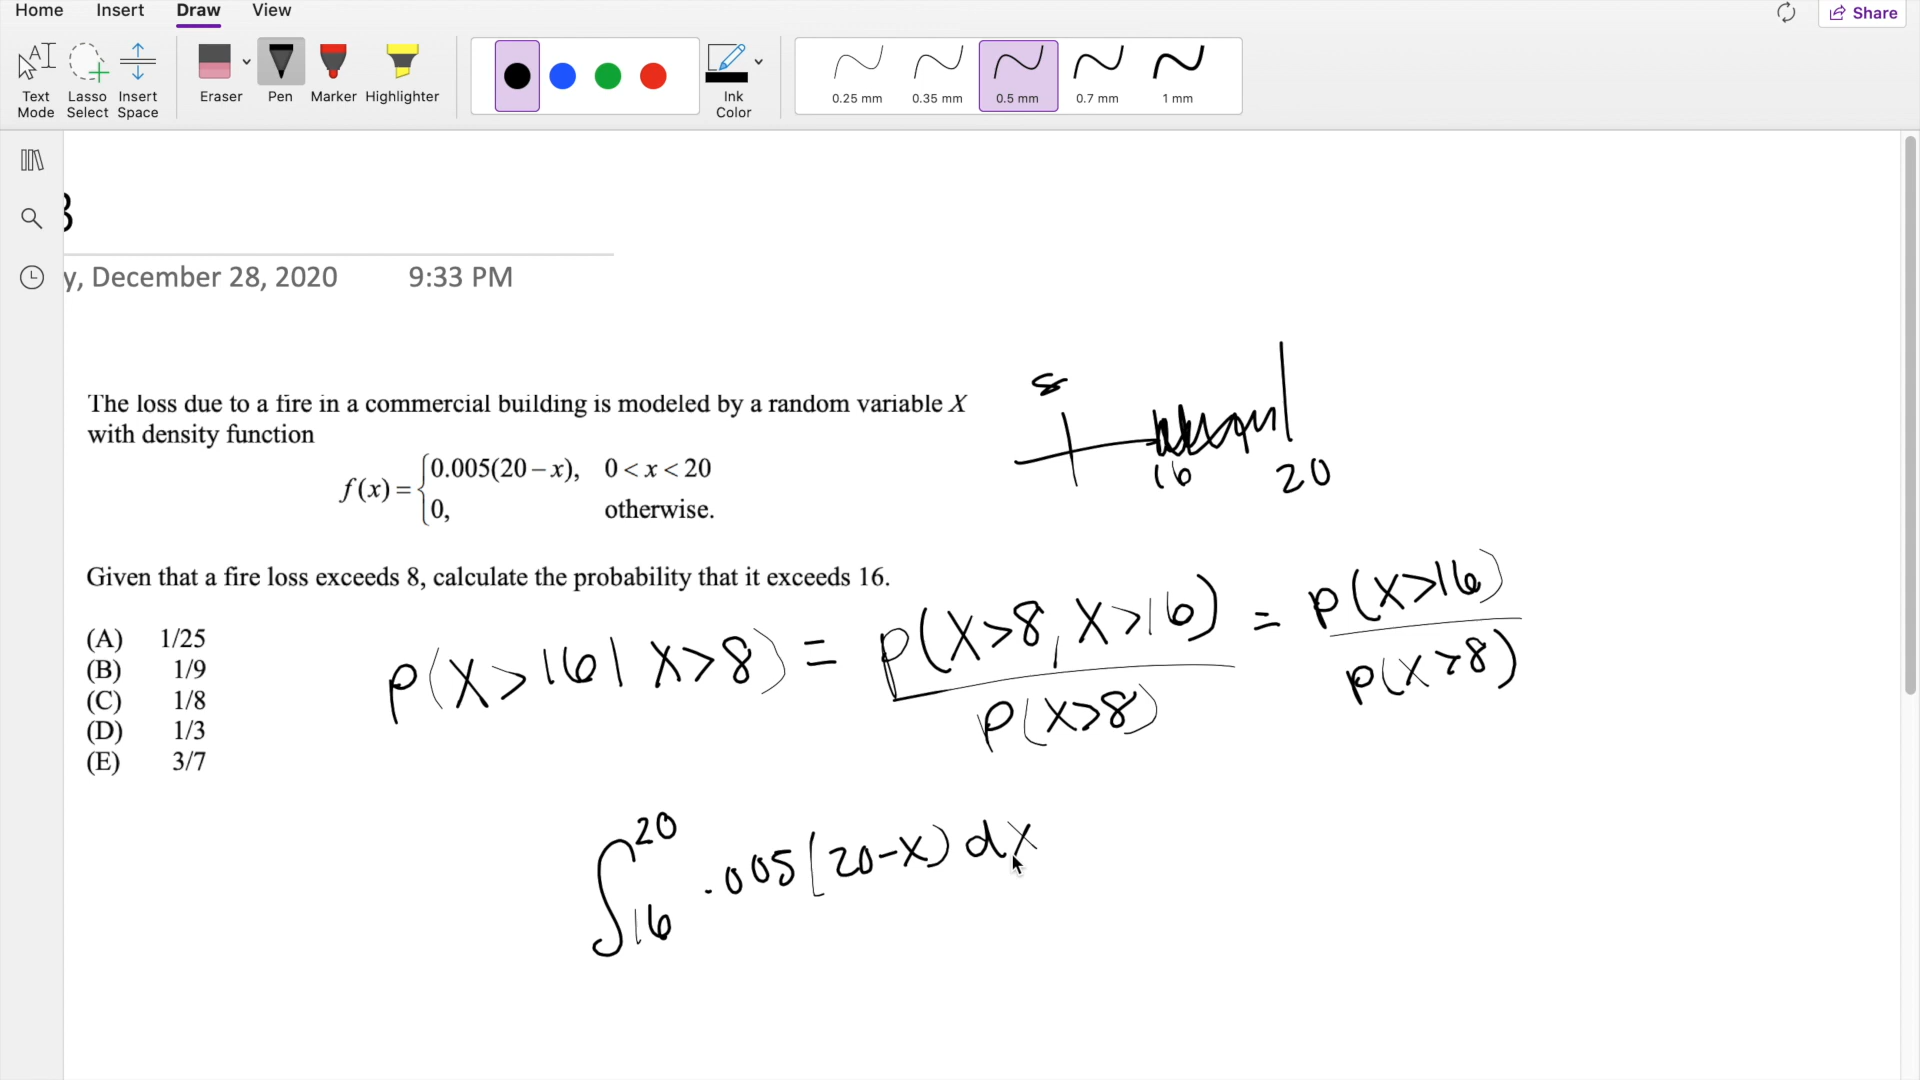 Home Insert Draw View Share
Text Mode Lasso Select Insert Space Eraser Pen Marker Highlighter Ink Color 0.25 mm 0.35 mm 0.5 mm 0.7 mm 1 mm
3
y, December 28, 2020 9:33 PM
The loss due to a fire in a commercial building is modeled by a random variable X
with density function
f(x) = { 0.005(20 – x), 0 < x < 20
0, otherwise.
8
16 20
Given that a fire loss exceeds 8, calculate the probability that it exceeds 16.
(A) 1/25
(B) 1/9
(C) 1/8
(D) 1/3
(E) 3/7
P(X>16|X>8) = P(X>8, X>16) / P(X>8) = P(X>16) / P(X>8)
∫ 20 16 .005(20-x) dx